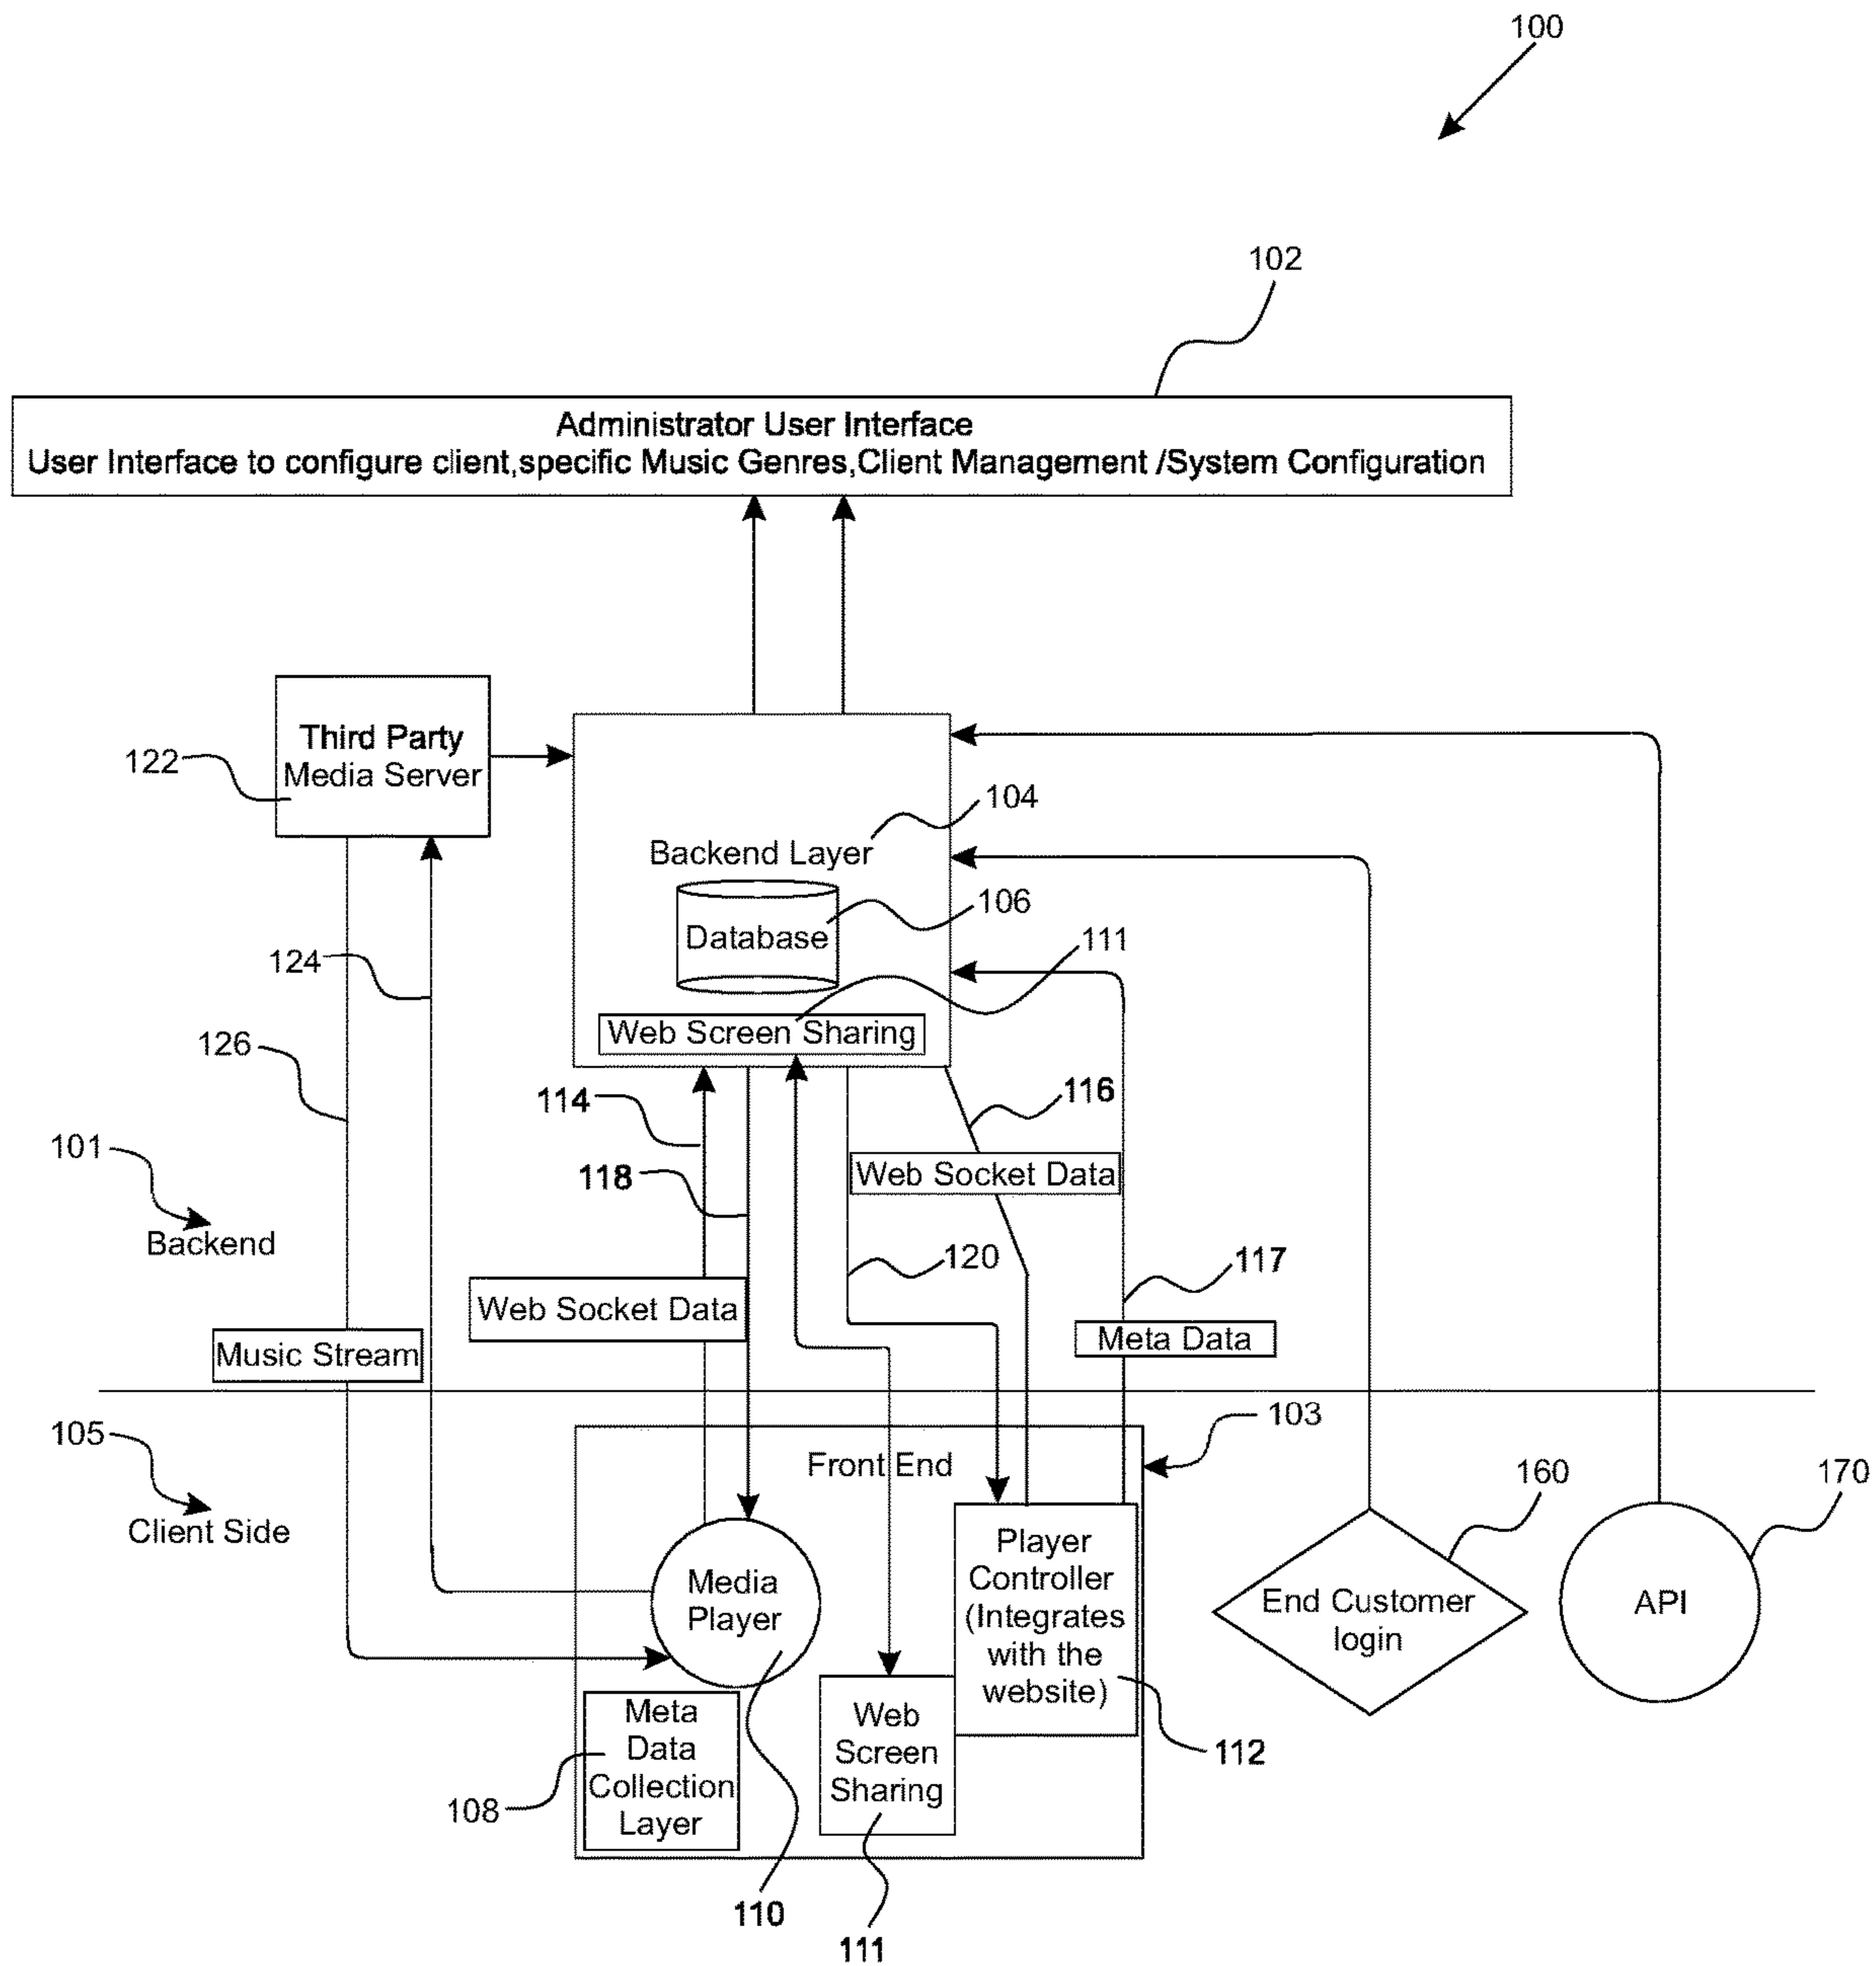 100
102
Administrator User Interface
User Interface to configure client,specific Music Genres,Client Management /System Configuration
Third Party
Media Server
122
104
Backend Layer
106
Database
111
Web Screen Sharing
124
126
114
116
118
Web Socket Data
101
Backend
120
117
Web Socket Data
Meta Data
Music Stream
105
Client Side
103
Front End
160
170
Media
Player
Player
Controller
(Integrates
with the
website)
End Customer
login
API
Meta
Data
Collection
Layer
108
Web
Screen
Sharing
112
110
111